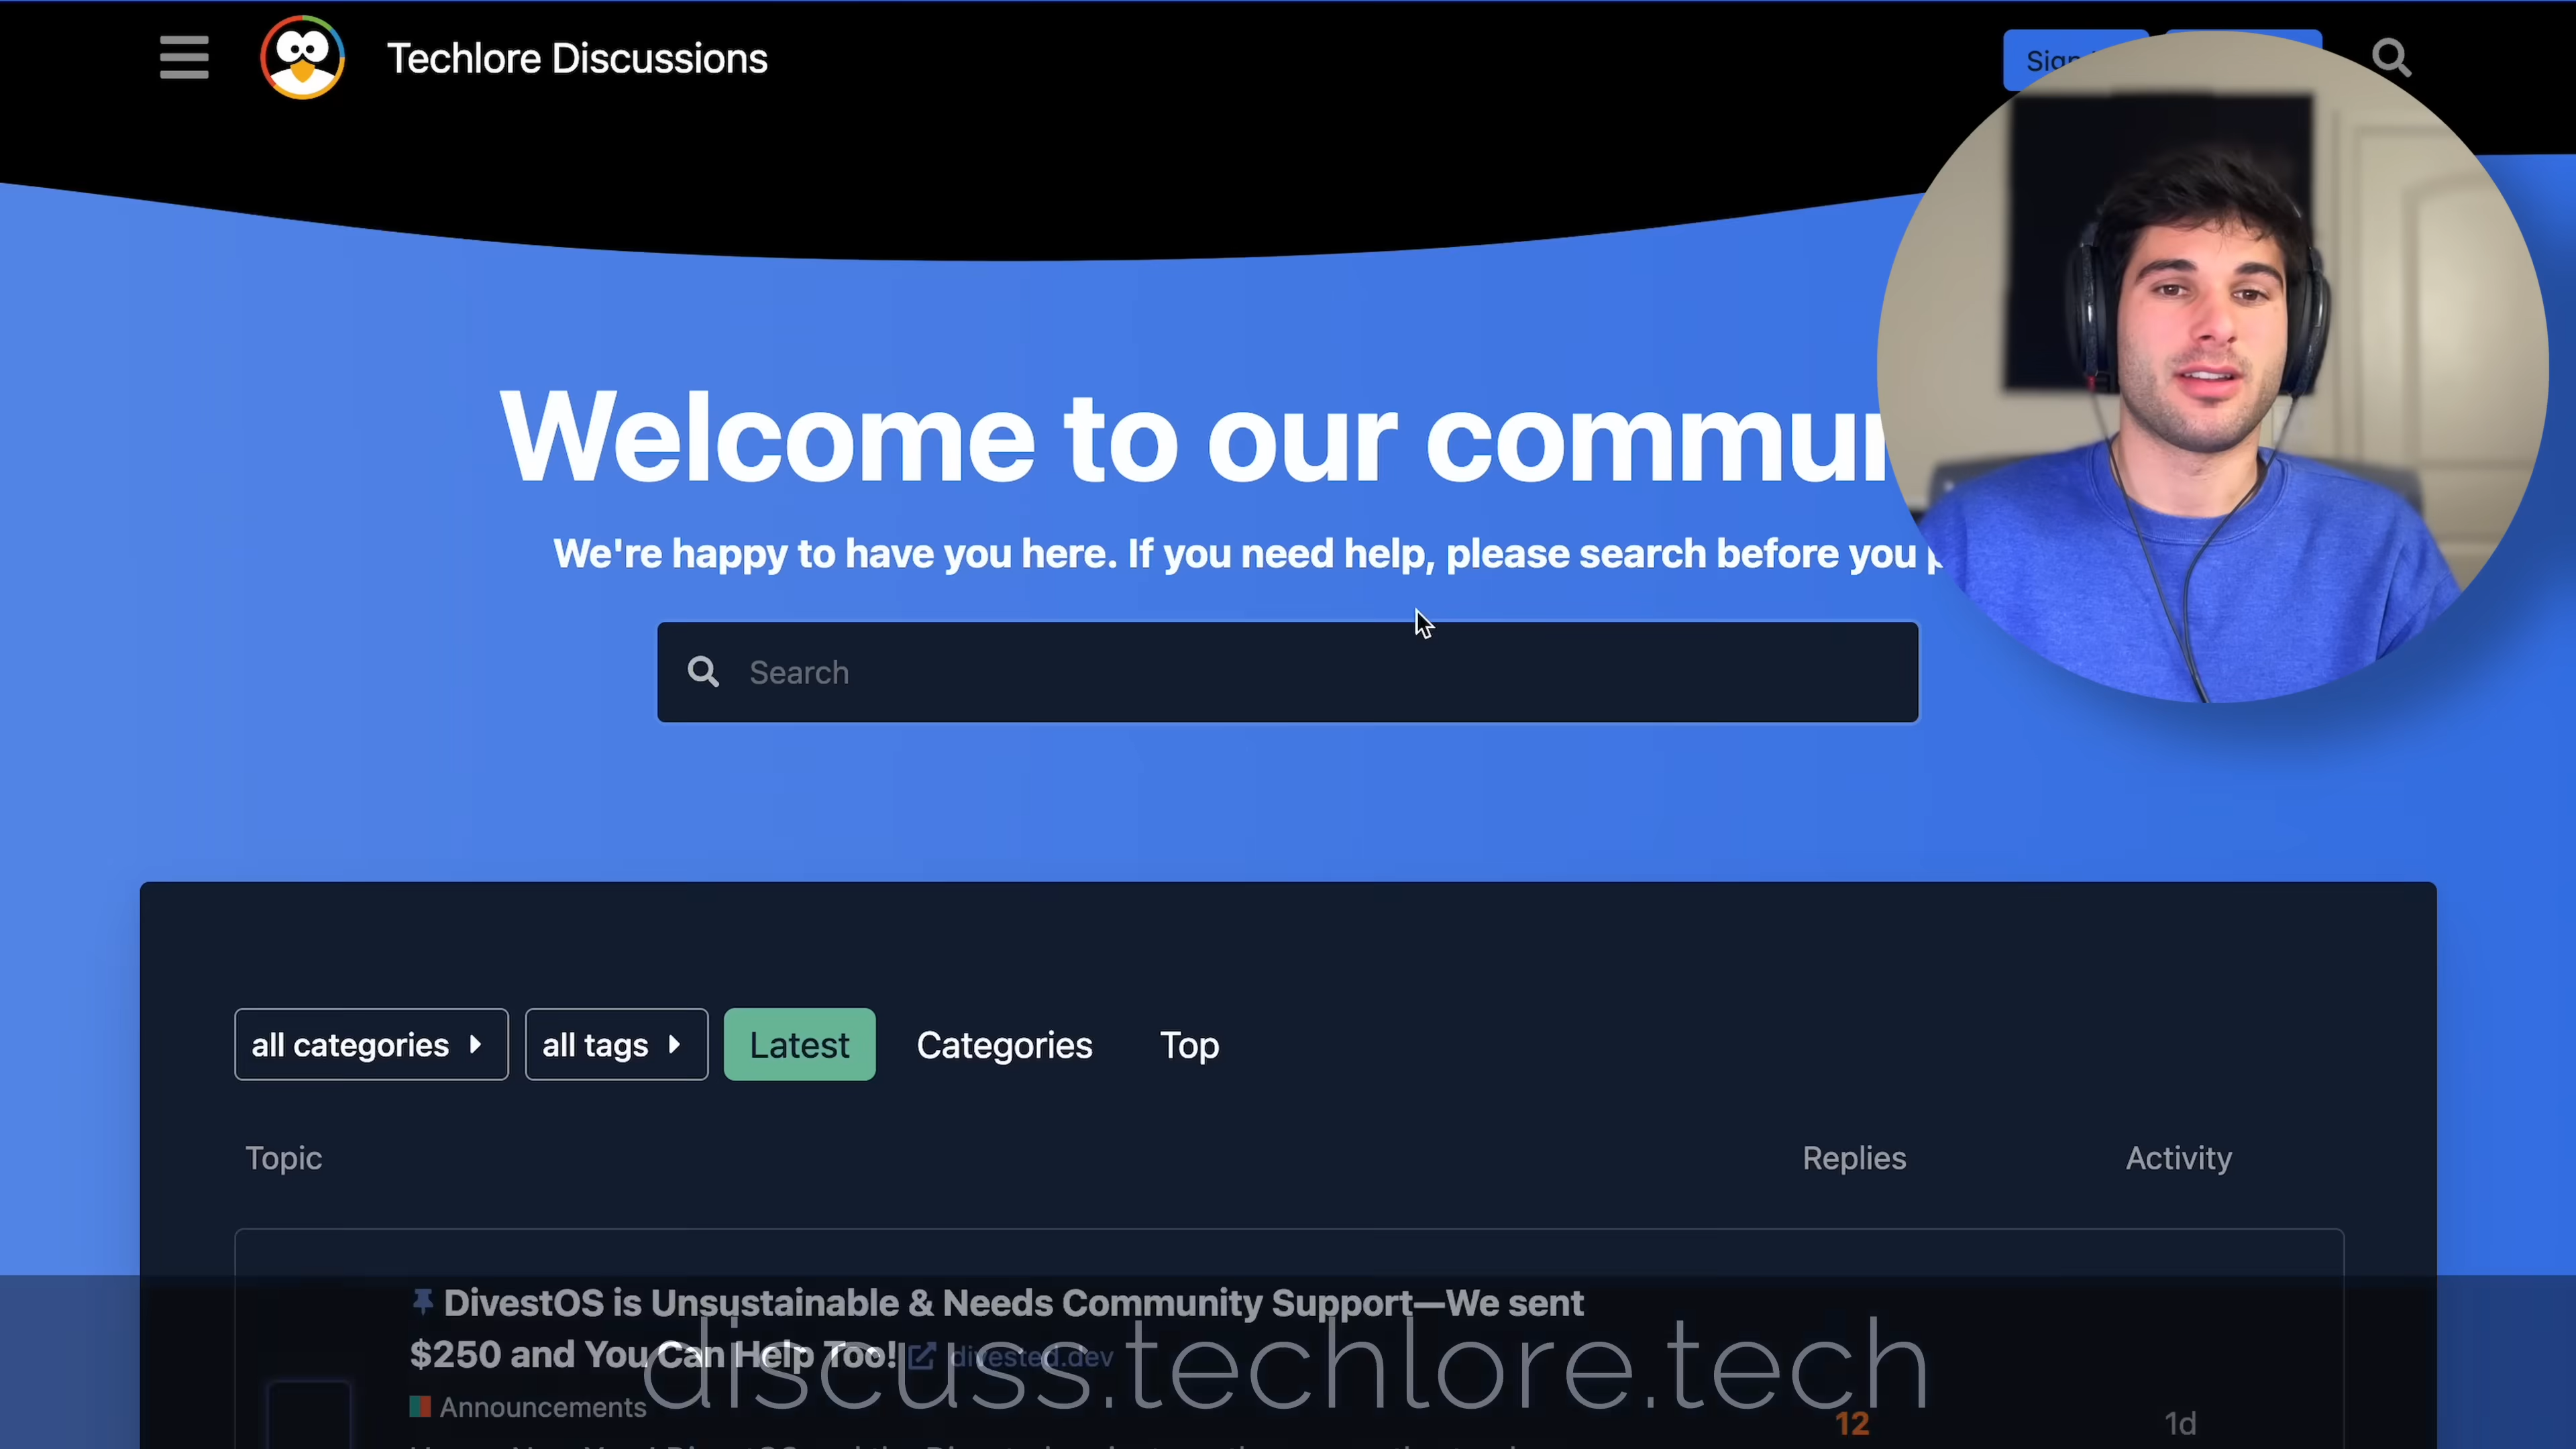 Techlore Discussions
Welcome to our commun
We're happy to have you here. If you need help, please search before you
Search
all categories
all tags
Latest
Categories
Top
Topic
Replies
Activity
DivestOS is Unsustainable & Needs Community Support—We sent
$250 and You Can Help Too! divested.dev
discuss.techlore.tech
Announcements
12
1d